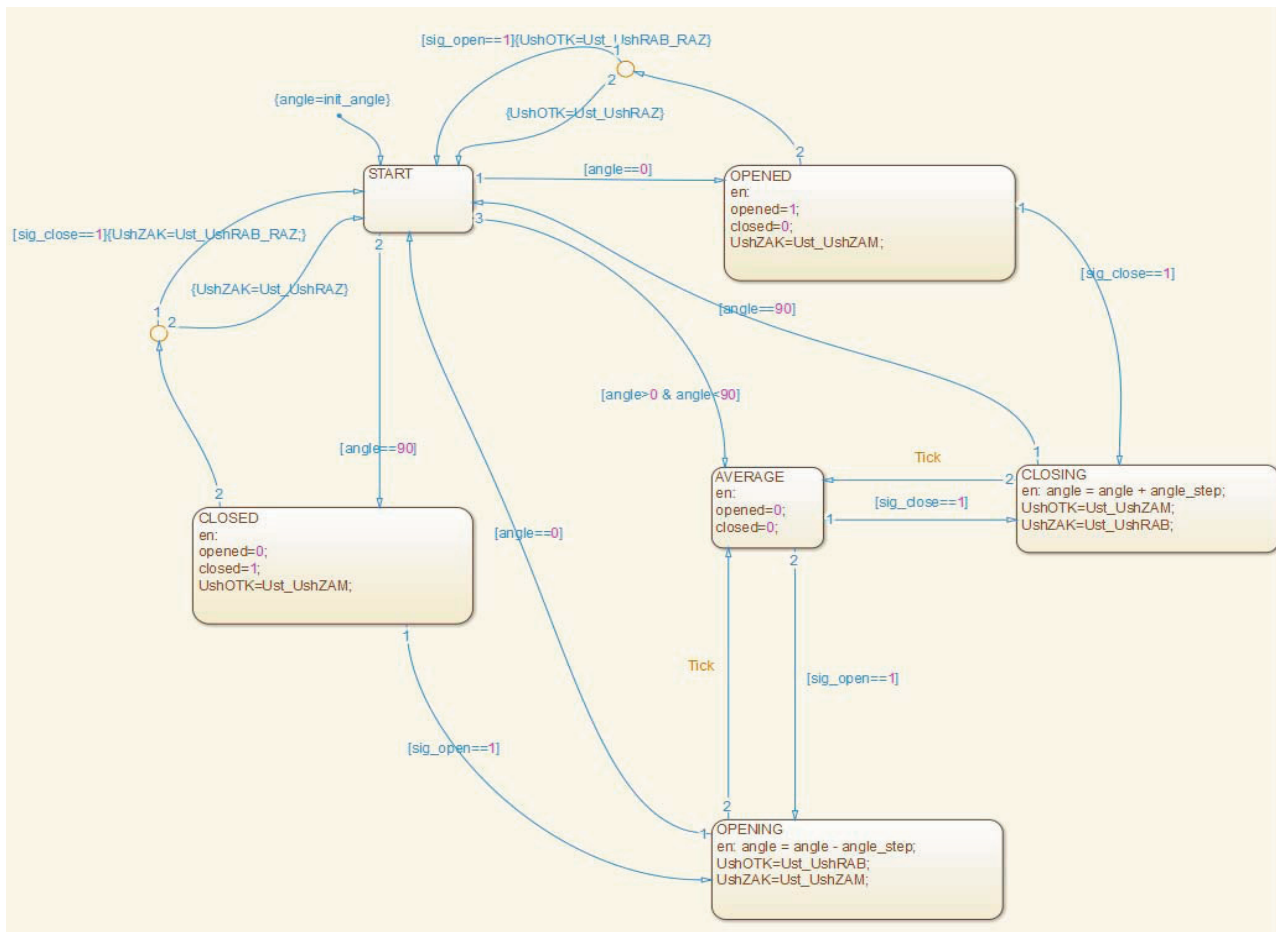 [sig_open==1]{UshOTK=Ust_UshRAB_RAZ}
1
2
{angle=init_angle}
{UshOTK=Ust_UshRAZ}
2
START
1
[angle==0]
OPENED
en:
opened=1;
closed=0;
UshZAK=Ust_UshZAM;
1
3
2
[sig_close==1]{UshZAK=Ust_UshRAB_RAZ;}
[sig_close==1]
{UshZAK=Ust_UshRAZ}
1
2
[angle==90]
[angle>0 & angle<90]
[angle==90]
Tick
1
2
CLOSED
en:
opened=0;
closed=1;
UshOTK=Ust_UshZAM;
AVERAGE
en:
opened=0;
closed=0;
2
[sig_close==1]
1
CLOSING
en: angle = angle + angle_step;
UshOTK=Ust_UshZAM;
UshZAK=Ust_UshRAB;
[angle==0]
2
1
Tick
[sig_open==1]
[sig_open==1]
2
1
OPENING
en: angle = angle - angle_step;
UshOTK=Ust_UshRAB;
UshZAK=Ust_UshZAM;